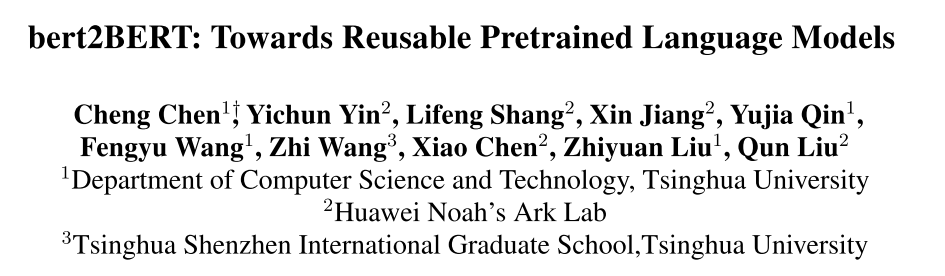 bert2BERT: Towards Reusable Pretrained Language Models
Cheng Chen1†, Yichun Yin2, Lifeng Shang2, Xin Jiang2, Yujia Qin1,
Fengyu Wang1, Zhi Wang3, Xiao Chen2, Zhiyuan Liu1, Qun Liu2
1Department of Computer Science and Technology, Tsinghua University
2Huawei Noah's Ark Lab
3Tsinghua Shenzhen International Graduate School,Tsinghua University